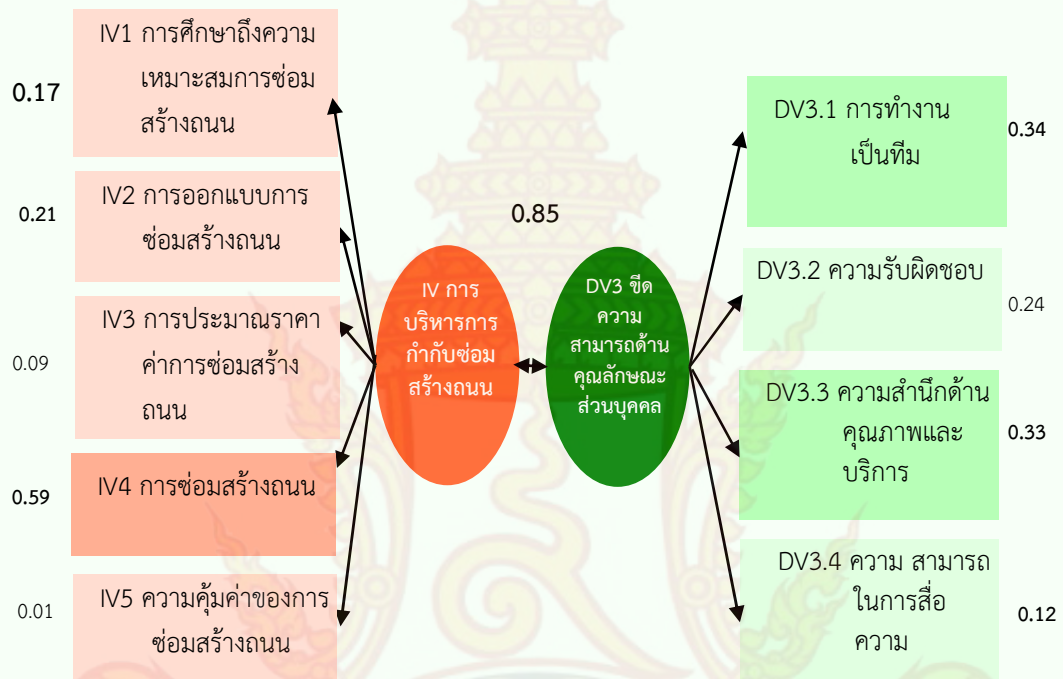 0.17
IV1 การศึกษาถึงความ
เหมาะสมการซ่อม
สร้างถนน
0.21
IV2 การออกแบบการ
ซ่อมสร้างถนน
0.09
IV3 การประมาณราคา
ค่าการซ่อมสร้าง
ถนน
0.59
IV4 การซ่อมสร้างถนน
0.01
IV5 ความคุ้มค่าของการ
ซ่อมสร้างถนน
0.85
IV การ
บริหารการ
กำกับซ่อม
สร้างถนน
DV3 ขีด
ความ
สามารถด้าน
คุณลักษณะ
ส่วนบุคคล
DV3.1 การทำงาน
เป็นทีม
0.34
DV3.2 ความรับผิดชอบ
0.24
DV3.3 ความสำนึกด้าน
คุณภาพและ
บริการ
0.33
DV3.4 ความ สามารถ
ในการสื่อ
ความ
0.12